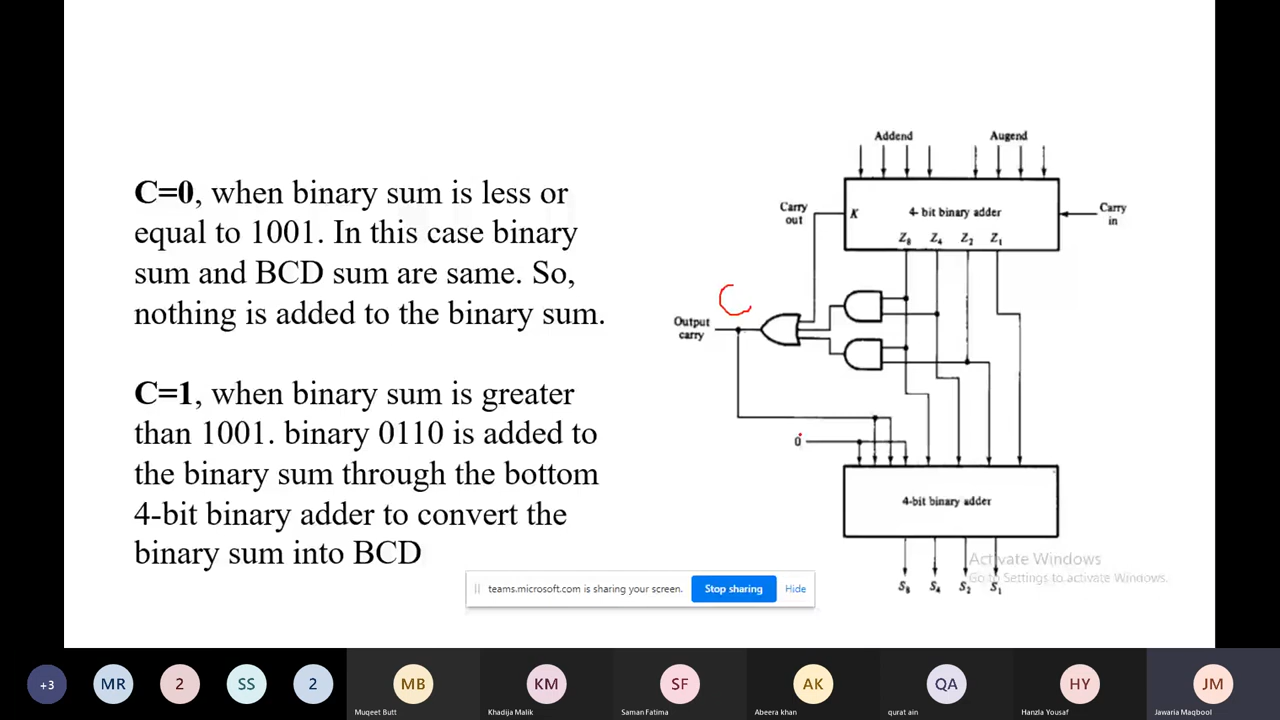 C=0, when binary sum is less or
equal to 1001. In this case binary
sum and BCD sum are same. So,
nothing is added to the binary sum.
C=1, when binary sum is greater
than 1001. binary 0110 is added to
the binary sum through the bottom
4-bit binary adder to convert the
binary sum into BCD
Addend
Augend
Carry
out
K
4- bit binary adder
Carry
in
Z8 Z4 Z2 Z1
C
Output
carry
0
4-bit binary adder
S8 S4 S2 S1
Activate Windows
Go to Settings to activate Windows.
teams.microsoft.com is sharing your screen.
Stop sharing
Hide
+3
MR
2
SS
2
MB
KM
SF
AK
QA
HY
JM
Muqeet Butt
Khadija Malik
Saman Fatima
Abeera khan
qurat ain
Hanzla Yousaf
Jawaria Maqbool